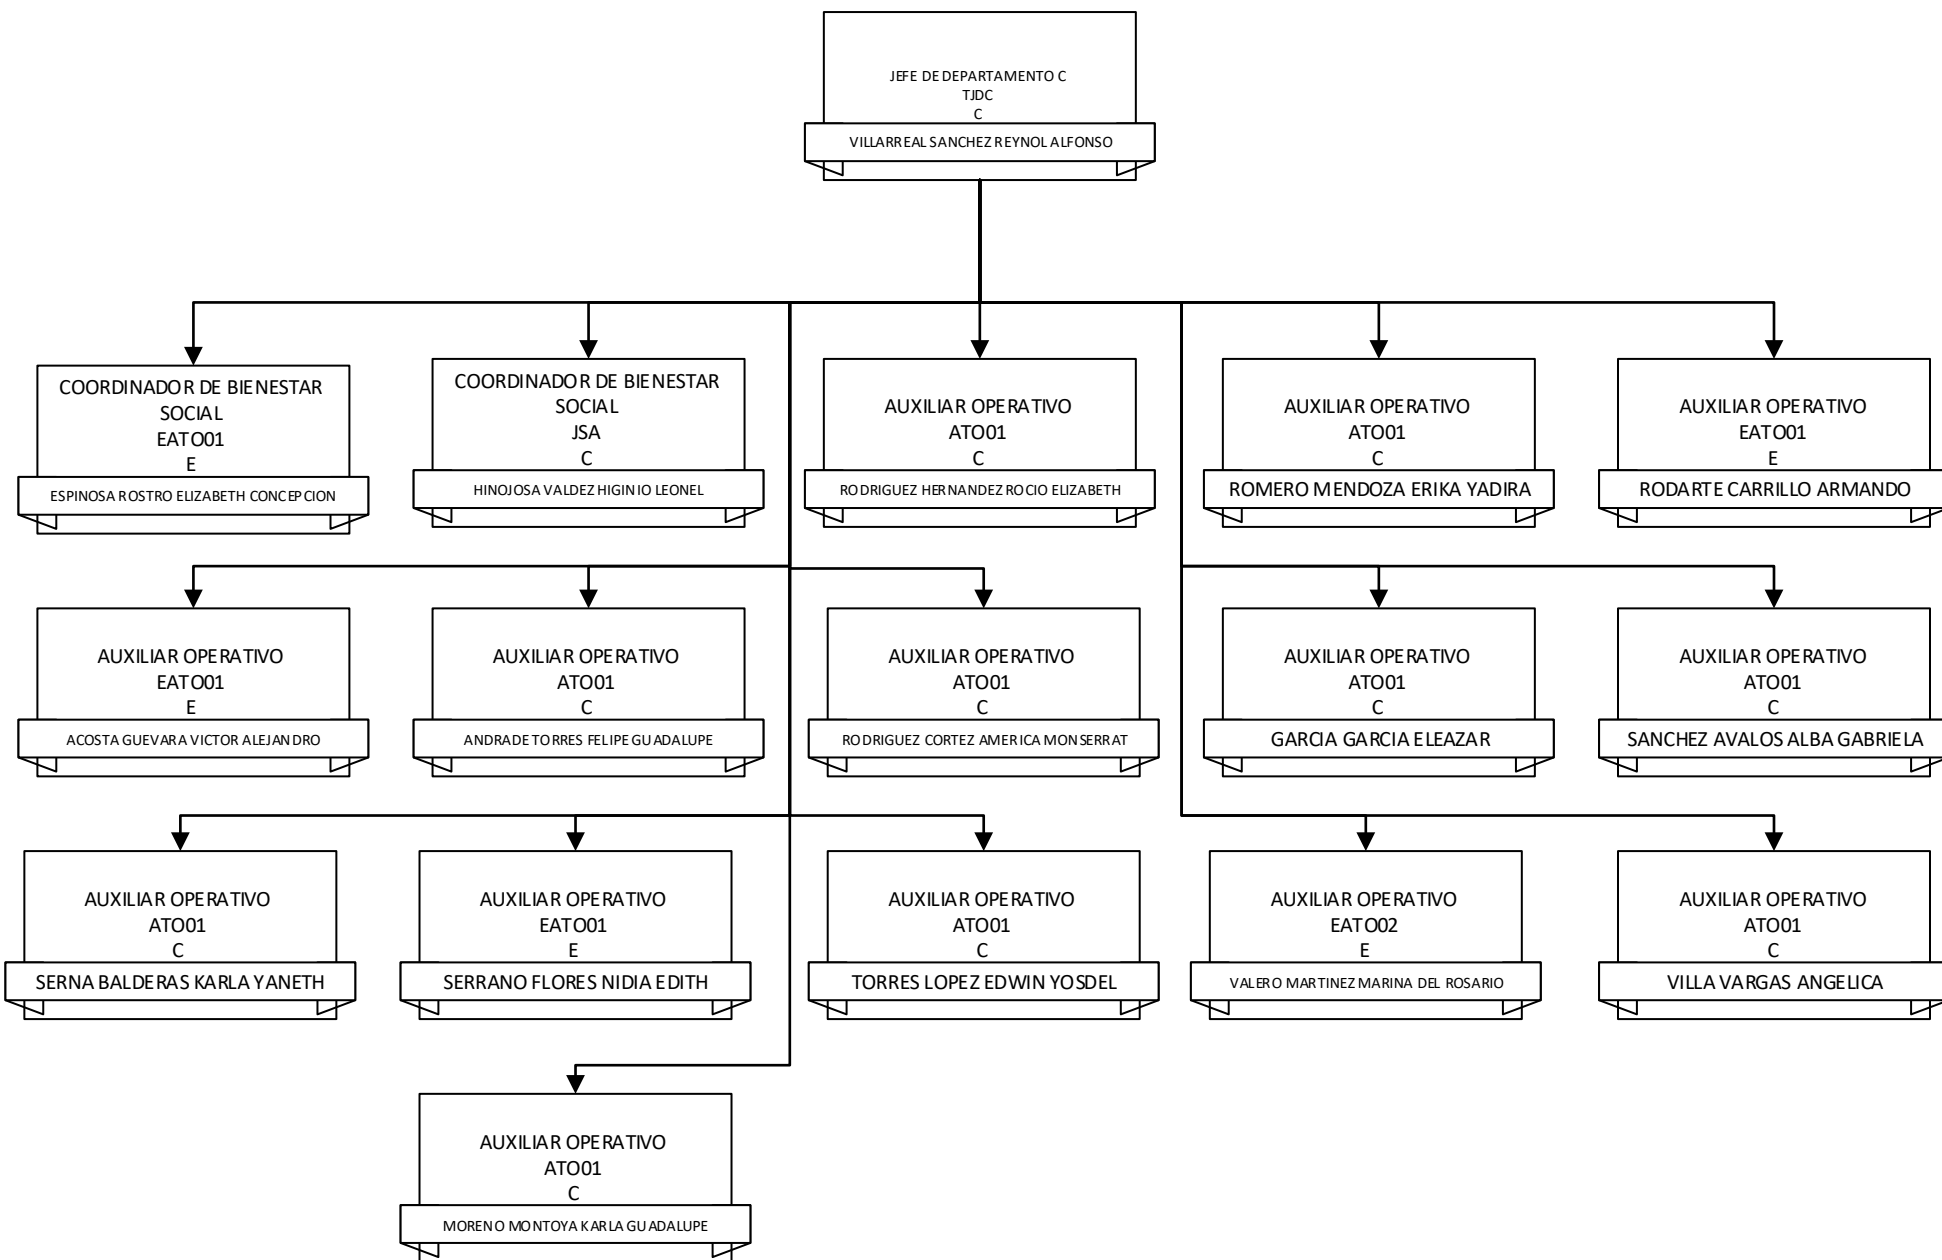 JEFE DE DEPARTAMENTO C
TJDC
C
VILLARREAL SANCHEZ REYNOL ALFONSO
COORDINADOR DE BIENESTAR
SOCIAL
EATO01
E
ESPINOSA ROSTRO ELIZABETH CONCEPCION
COORDINADOR DE BIENESTAR
SOCIAL
JSA
C
HINOJOSA VALDEZ HIGINIO LEONEL
AUXILIAR OPERATIVO
ATO01
C
RODRIGUEZ HERNANDEZ ROCIO ELIZABETH
AUXILIAR OPERATIVO
ATO01
C
ROMERO MENDOZA ERIKA YADIRA
AUXILIAR OPERATIVO
EATO01
E
RODARTE CARRILLO ARMANDO
AUXILIAR OPERATIVO
EATO01
E
ACOSTA GUEVARA VICTOR ALEJANDRO
AUXILIAR OPERATIVO
ATO01
C
ANDRADE TORRES FELIPE GUADALUPE
AUXILIAR OPERATIVO
ATO01
C
RODRIGUEZ CORTEZ AMERICA MONSERRAT
AUXILIAR OPERATIVO
ATO01
C
GARCIA GARCIA ELEAZAR
AUXILIAR OPERATIVO
ATO01
C
SANCHEZ AVALOS ALBA GABRIELA
AUXILIAR OPERATIVO
ATO01
C
SERNA BALDERAS KARLA YANETH
AUXILIAR OPERATIVO
EATO01
E
SERRANO FLORES NIDIA EDITH
AUXILIAR OPERATIVO
ATO01
C
TORRES LOPEZ EDWIN YOSDEL
AUXILIAR OPERATIVO
EATO02
E
VALERO MARTINEZ MARINA DEL ROSARIO
AUXILIAR OPERATIVO
ATO01
C
VILLA VARGAS ANGELICA
AUXILIAR OPERATIVO
ATO01
C
MORENO MONTOYA KARLA GUADALUPE